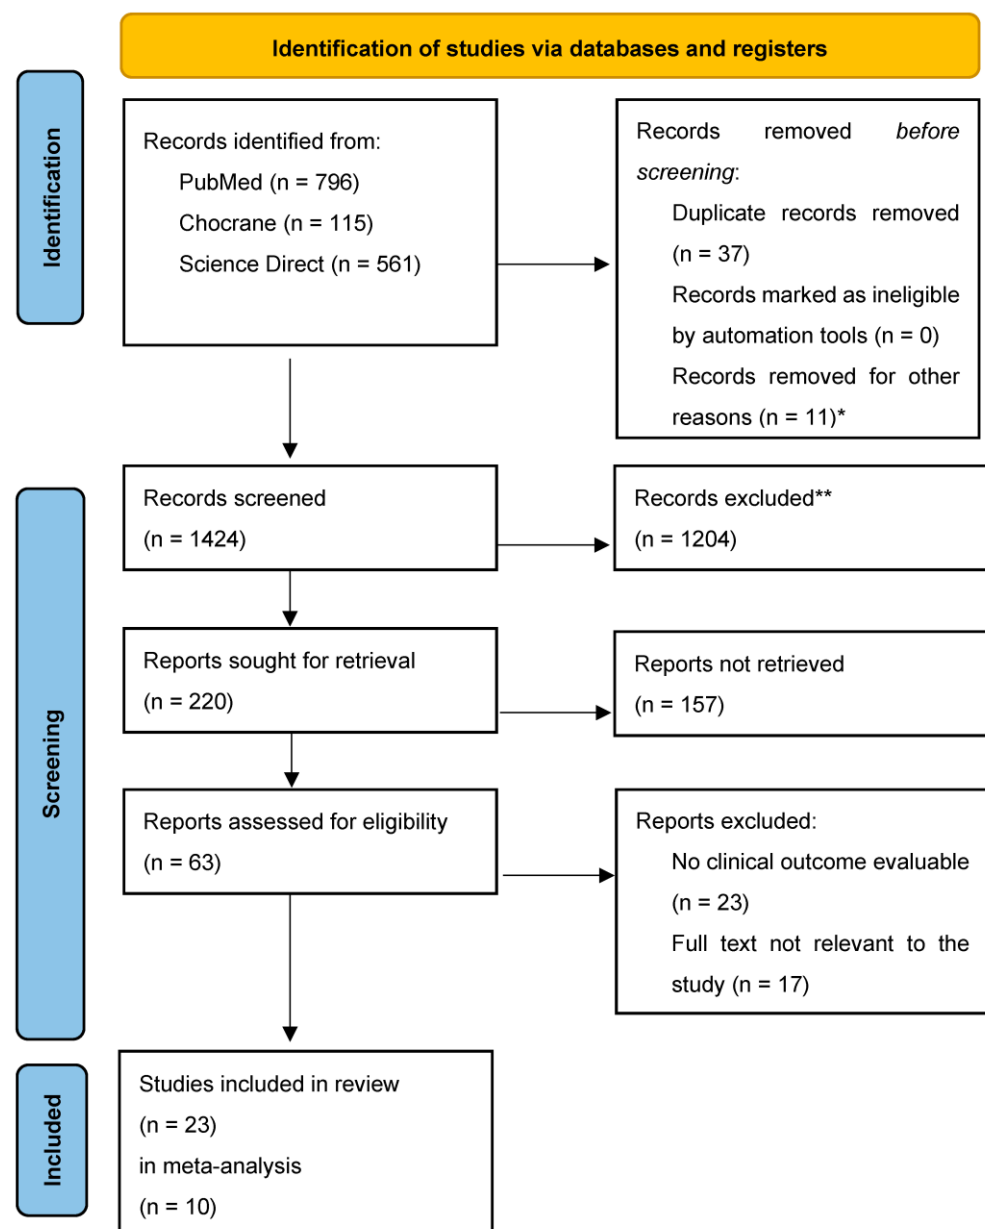 Identification of studies via databases and registers
Identification
Records identified from:
PubMed (n = 796)
Chocrane (n = 115)
Science Direct (n = 561)
Records removed before
screening:
Duplicate records removed
(n = 37)
Records marked as ineligible
by automation tools (n = 0)
Records removed for other
reasons (n = 11)*
Screening
Records screened
(n = 1424)
Records excluded**
(n = 1204)
Reports sought for retrieval
(n = 220)
Reports not retrieved
(n = 157)
Reports assessed for eligibility
(n = 63)
Reports excluded:
No clinical outcome evaluable
(n = 23)
Full text not relevant to the
study (n = 17)
Included
Studies included in review
(n = 23)
in meta-analysis
(n = 10)